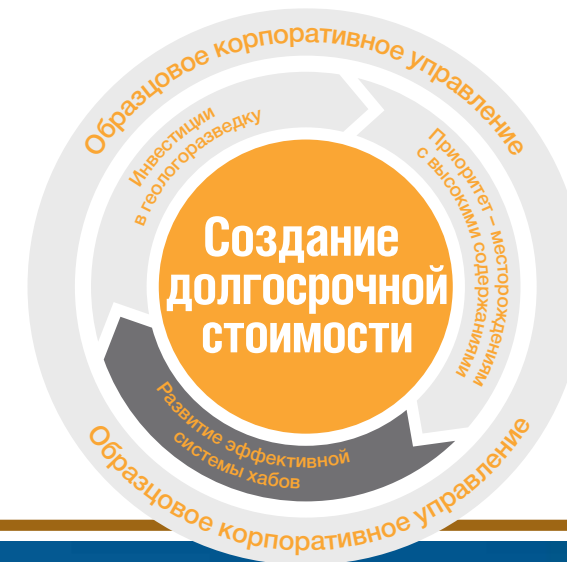 Образцовое корпоративное управление
Инвестиции
в геологоразведку
Приоритет – месторождениям
с высокими содержаниями
Создание
долгосрочной
стоимости
Развитие эффективной
системы хабов
Образцовое корпоративное управление